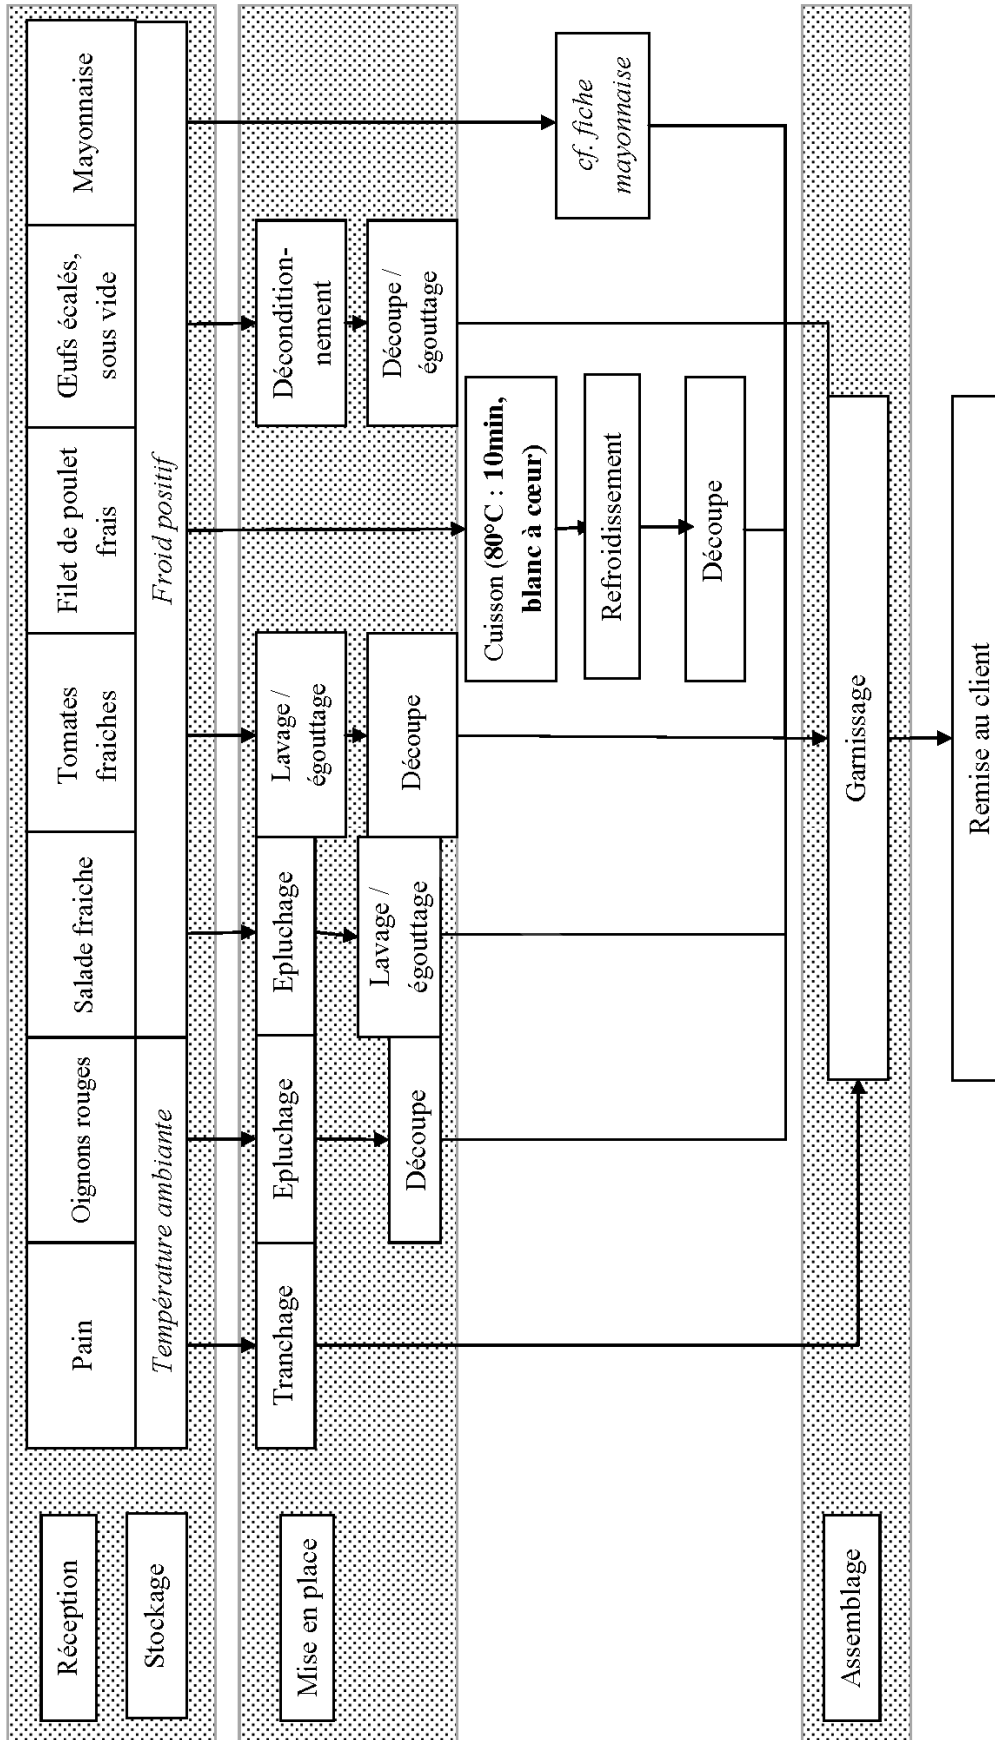 Réception
Pain
Oignons rouges
Salade fraiche
Tomates
fraiches
Filet de poulet
frais
Œufs écalés,
sous vide
Mayonnaise
Stockage
Température ambiante
Froid positif
Mise en place
Tranchage
Epluchage
Epluchage
Lavage /
égouttage
Décondition-
nement
Découpe
Lavage /
égouttage
Découpe
Découpe /
égouttage
Cuisson (80°C : 10min,
blanc à cœur)
Refroidissement
Découpe
cf. fiche
mayonnaise
Assemblage
Garnissage
Remise au client